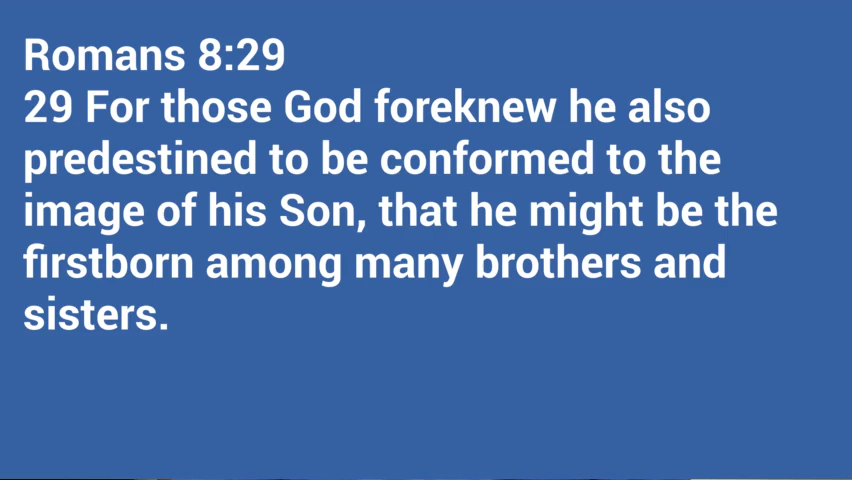 Romans 8:29
29 For those God foreknew he also
predestined to be conformed to the
image of his Son, that he might be the
firstborn among many brothers and
sisters.